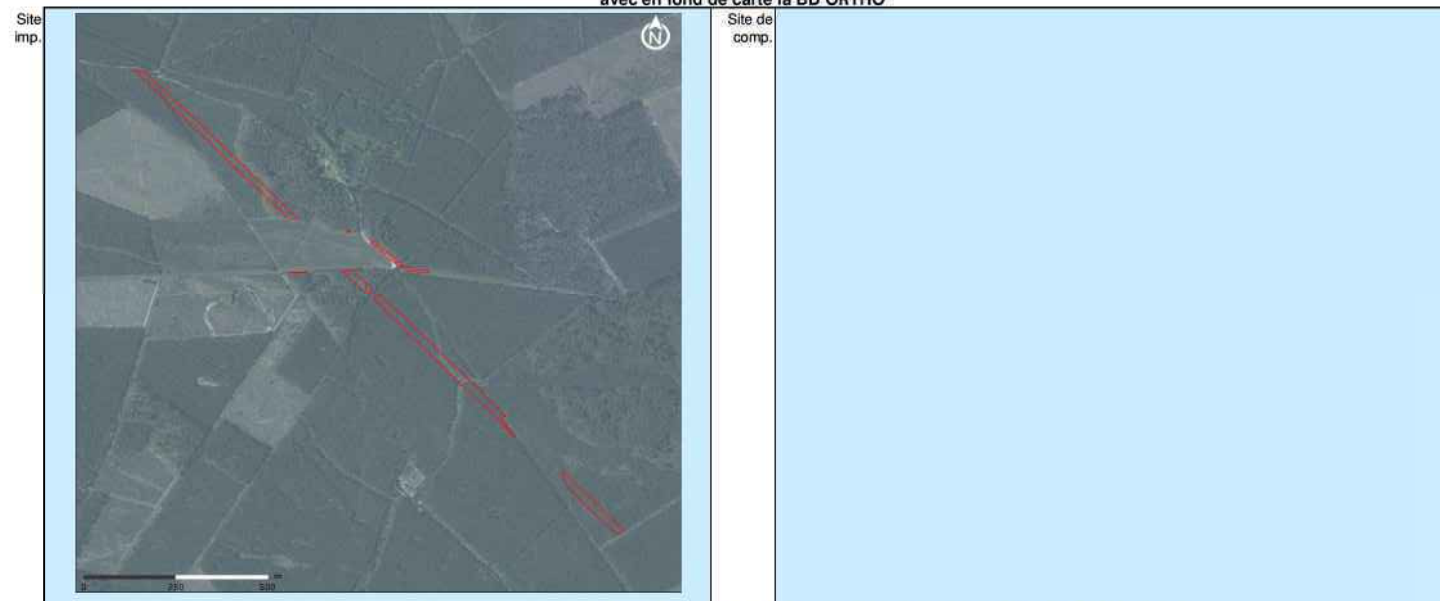 avec en fond de carte la BD ORTHO
Site imp.
Site de comp.
N
0 250 500 m